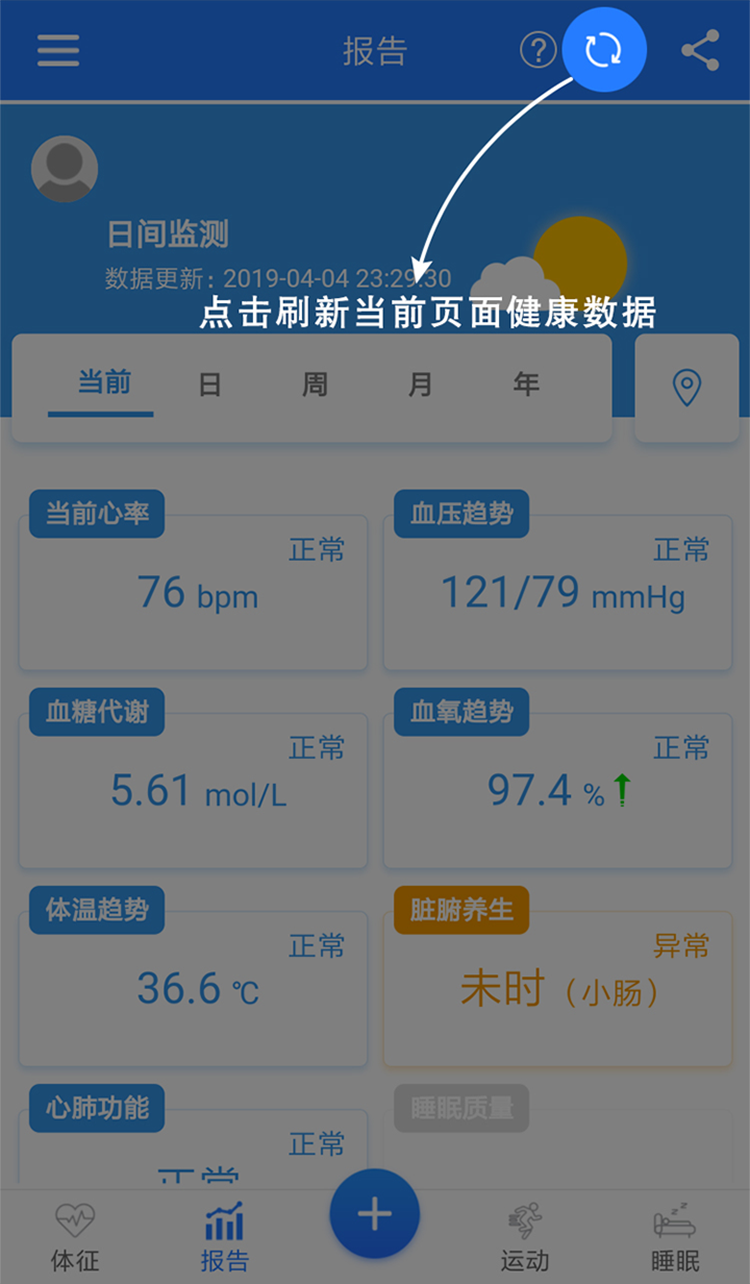 报告
日间监测
数据更新：2019-04-04 23:29:30
点击刷新当前页面健康数据
当前 日 周 月 年
当前心率
正常
76 bpm
血压趋势
正常
121/79 mmHg
血糖代谢
正常
5.61 mol/L
血氧趋势
正常
97.4 %
体温趋势
正常
36.6 ℃
脏腑养生
异常
未时（小肠）
心肺功能
正常
正常
睡眠质量
体征 报告 运动 睡眠